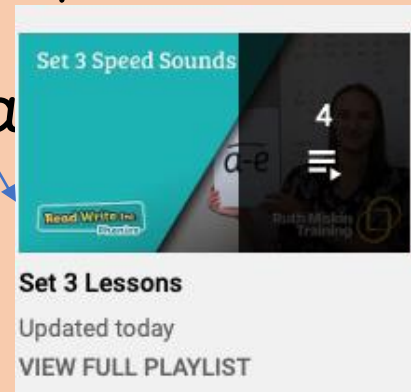 Set 3 Speed Sounds
4
a
a-e
Read Write Inc.
Phonics
Ruth Miskin
Training
Set 3 Lessons
Updated today
VIEW FULL PLAYLIST